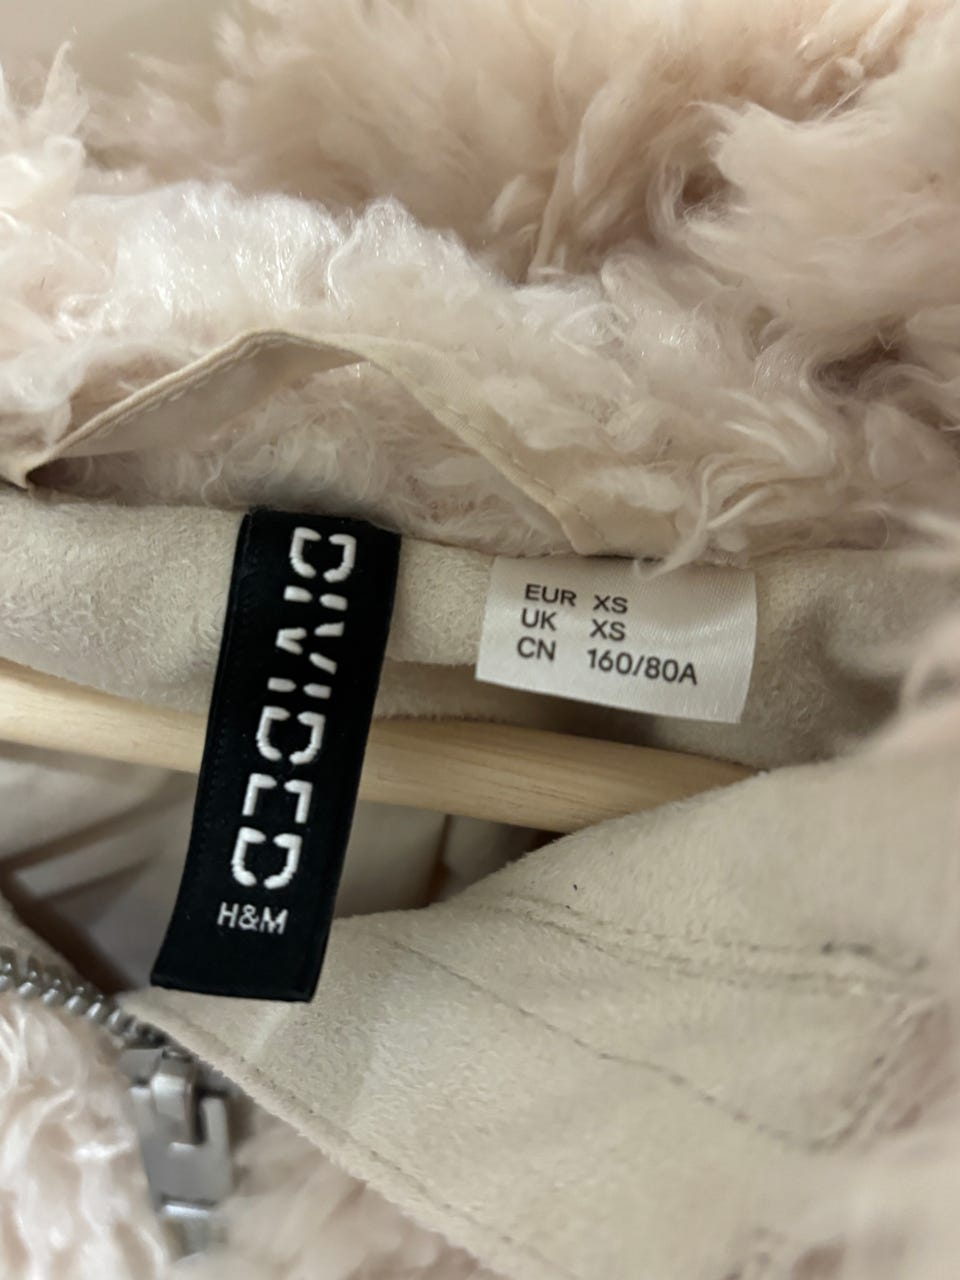 DIVIDED
H&M
EUR XS
UK XS
CN 160/80A